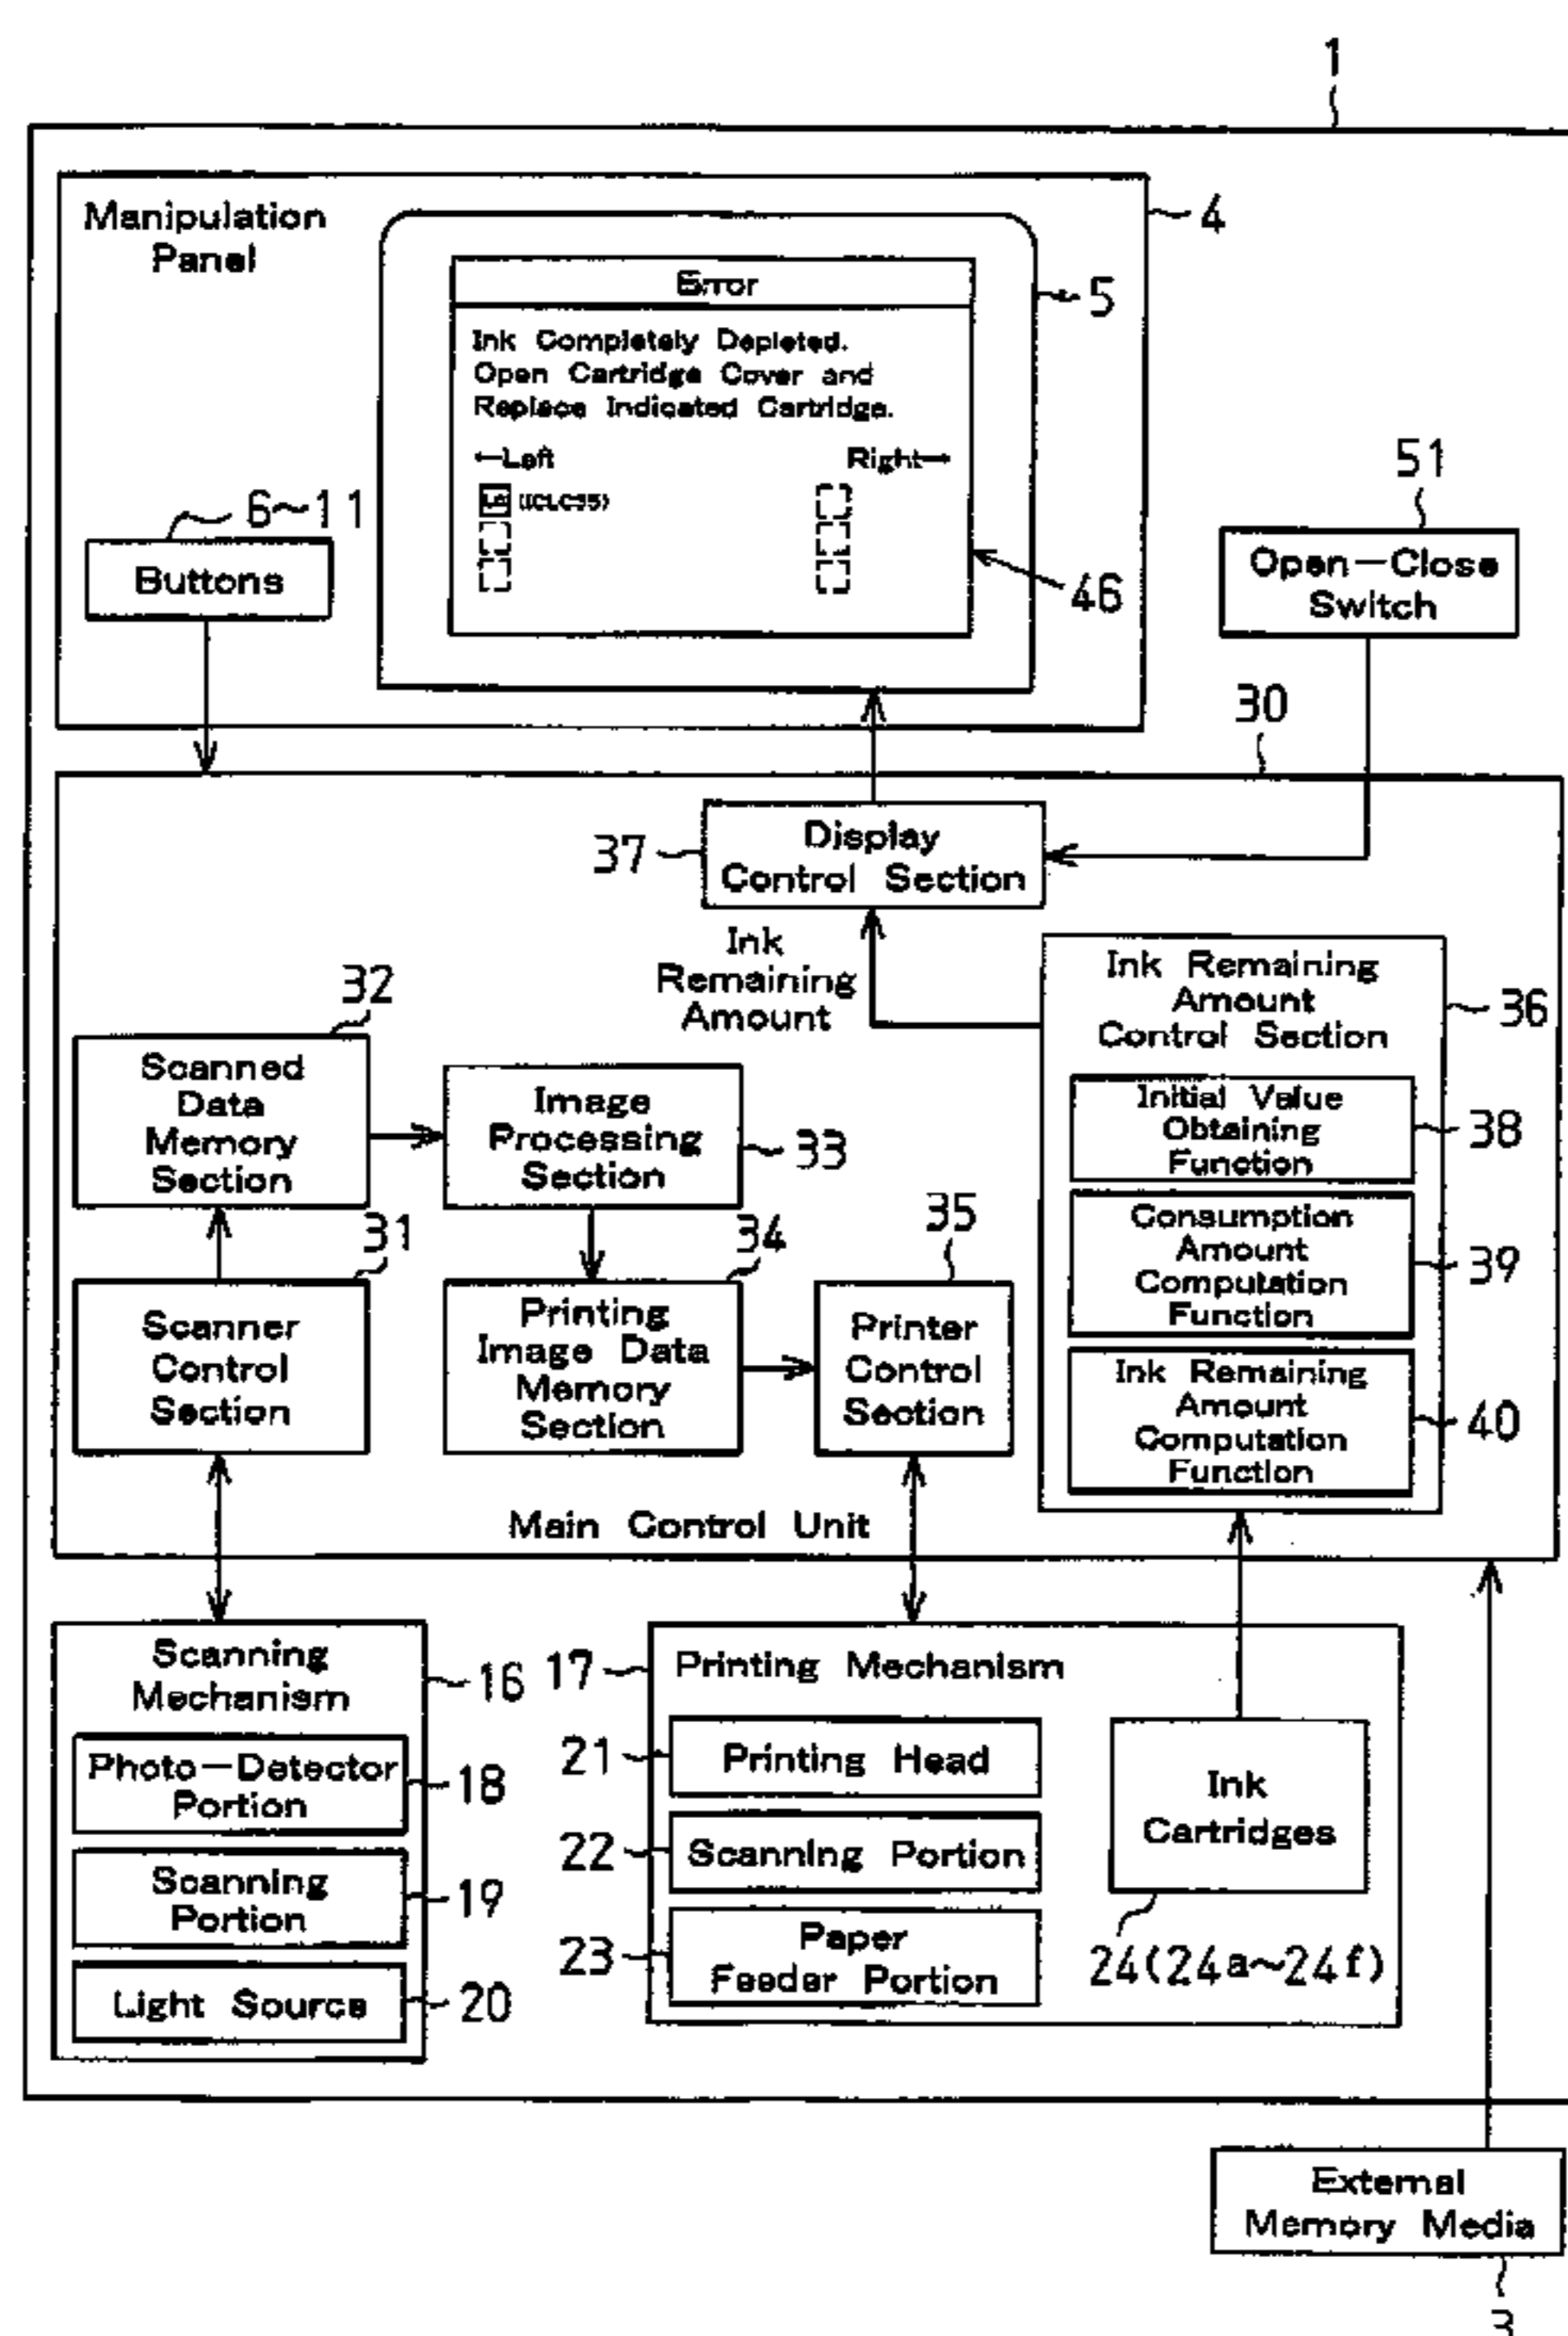 1
Manipulation
Panel
4
Error
5
Ink Completely Depleted.
Open Cartridge Cover and
Replace Indicated Cartridge.
←Left
Right→
(ICLC35)
6~11
Buttons
46
51
Open-Close
Switch
30
37
Display
Control Section
Ink
Remaining
Amount
Ink Remaining
Amount
Control Section
36
32
Scanned
Data
Memory
Section
Image
Processing
Section
33
Initial Value
Obtaining
Function
38
31
34
35
Consumption
Amount
Computation
Function
39
Scanner
Control
Section
Printing
Image Data
Memory
Section
Printer
Control
Section
Ink Remaining
Amount
Computation
Function
40
Main Control Unit
Scanning
Mechanism
16
17
Printing Mechanism
Photo-Detector
Portion
18
21
Printing Head
Ink
Cartridges
Scanning
Portion
19
22
Scanning Portion
24(24a~24f)
Light Source
20
23
Paper
Feeder Portion
External
Memory Media
3